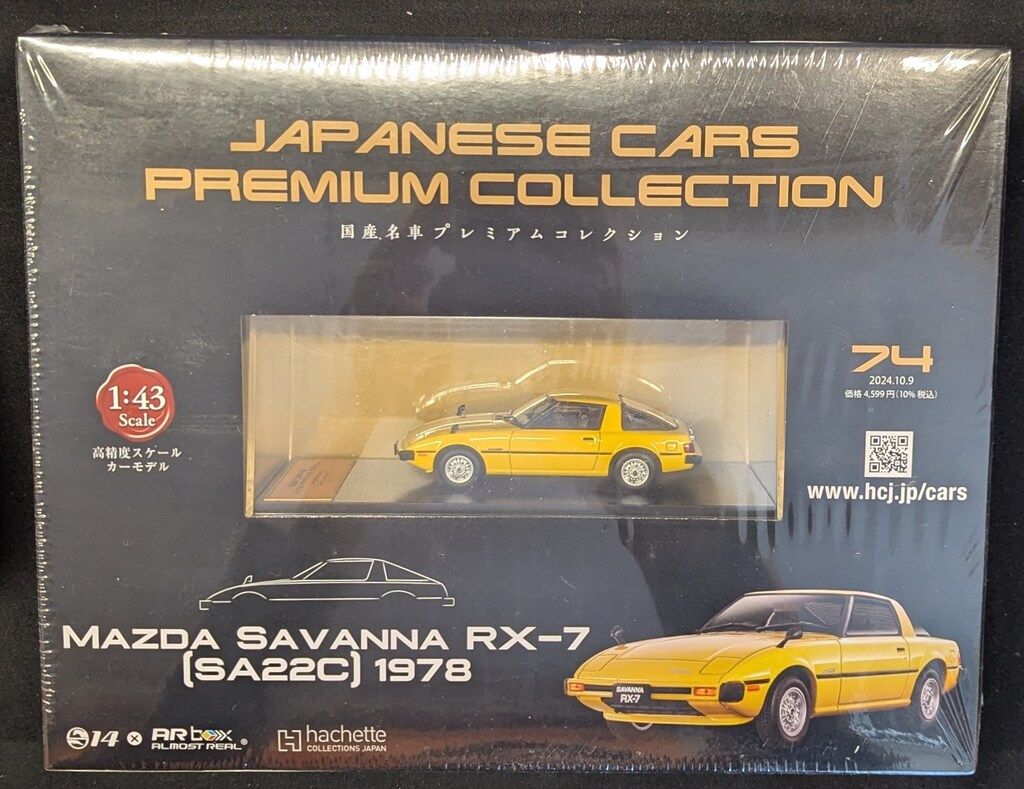 JAPANESE CARS
PREMIUM COLLECTION
国産名車プレミアムコレクション
1:43
Scale
高精度スケール
カーモデル
74
2024.10.9
価格 4,599円(10%税込)
www.hcj.jp/cars
MAZDA SAVANNA RX-7
(SA22C) 1978
SAVANNA
RX-7
14 × AR box
ALMOST REAL®
hachette
COLLECTIONS JAPAN